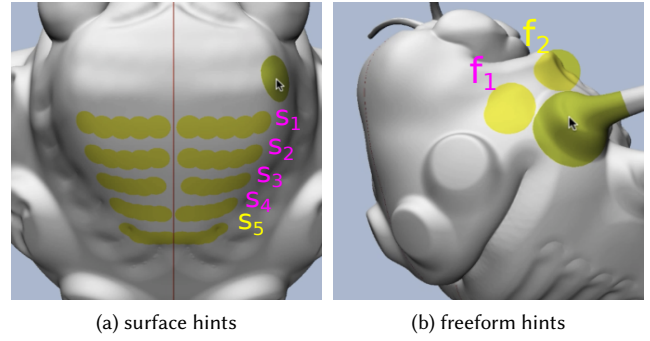 s1
s2
s3
s4
s5
f2
f1
(a) surface hints
(b) freeform hints